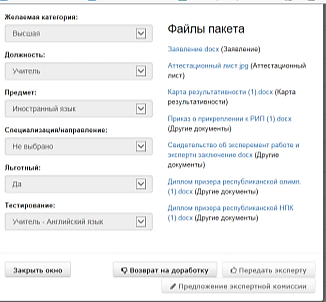 Желаемая категория:
Высшая
Должность:
Учитель
Предмет:
Иностранный язык
Специализация/направление:
Не выбрано
Льготный:
Да
Тестирование:
Учитель - Английский язык
Файлы пакета
Заявление.docx (Заявление)
Аттестационный лист.jpg (Аттестационный
лист)
Карта результативности (1).docx (Карта
результативности)
Приказ о прикреплении к РИП (1).docx
(Другие документы)
Свидетельство об эксперемент работе и
эксперти заключение.docx (Другие
документы)
Диплом призера республиканской олимп.
(1).docx (Другие документы)
Диплом призера республиканской НПК
(1).docx (Другие документы)
Закрыть окно
Возврат на доработку
Передать эксперту
Предложение экспертной комиссии